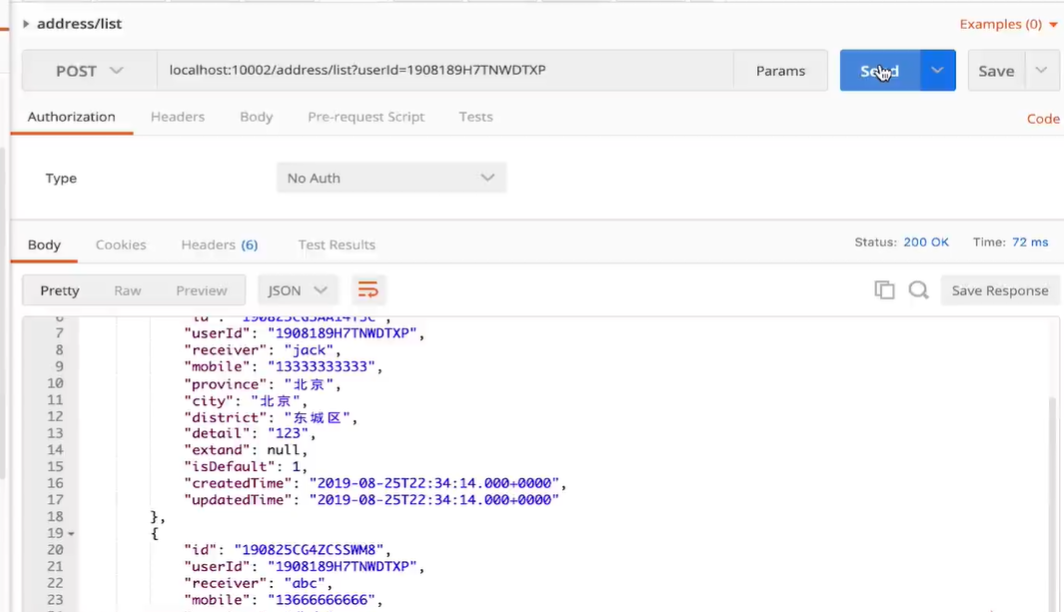 address/list
Examples (0)
POST
localhost:10002/address/list?userId=1908189H7TNWDTXP
Params
Send
Save
Authorization
Headers
Body
Pre-request Script
Tests
Code
Type
No Auth
Body
Cookies
Headers (6)
Test Results
Status: 200 OK
Time: 72 ms
Pretty
Raw
Preview
JSON
Save Response
7 "userId": "1908189H7TNWDTXP",
8 "receiver": "jack",
9 "mobile": "13333333333",
10 "province": "北京",
11 "city": "北京",
12 "district": "东城区",
13 "detail": "123",
14 "extand": null,
15 "isDefault": 1,
16 "createdTime": "2019-08-25T22:34:14.000+0000",
17 "updatedTime": "2019-08-25T22:34:14.000+0000"
18 },
19 {
20 "id": "190825CG4ZCSSWM8",
21 "userId": "1908189H7TNWDTXP",
22 "receiver": "abc",
23 "mobile": "13666666666",